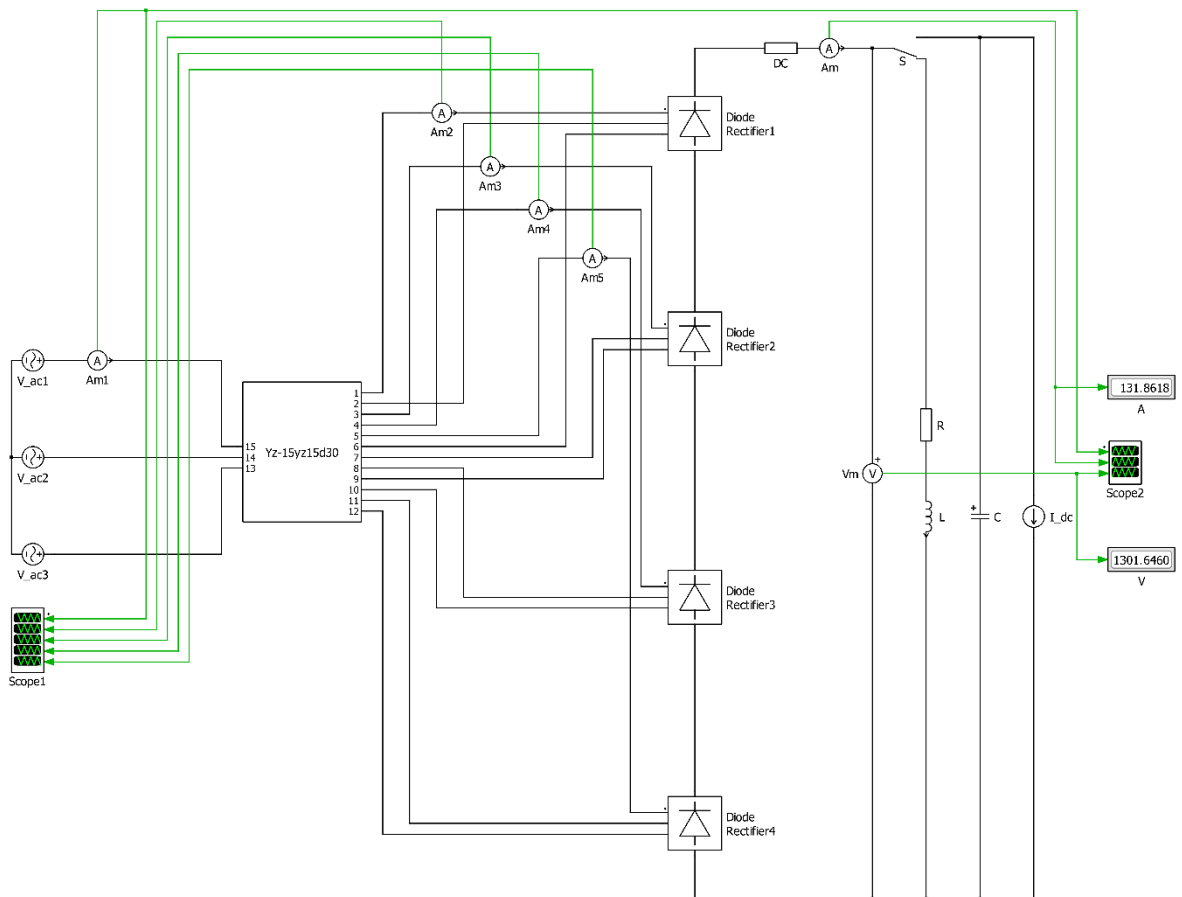 DC
A
Am
S
Diode
Rectifier1
A
Am2
A
Am3
A
Am4
A
Am5
Diode
Rectifier2
V_ac1
A
Am1
V_ac2
V_ac3
15
14
13
Yz-15yz15d30
1
2
3
4
5
6
7
8
9
10
11
12
131.8618
A
R
Vm
V
+
Scope2
L
+
C
I_dc
1301.6460
V
Diode
Rectifier3
Scope1
Diode
Rectifier4